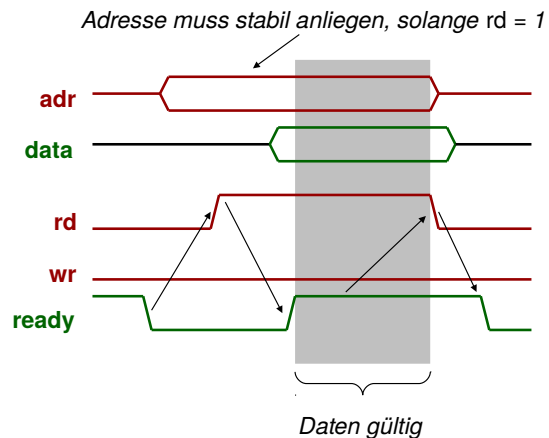 Adresse muss stabil anliegen, solange rd = 1
adr
data
rd
wr
ready
Daten gültig